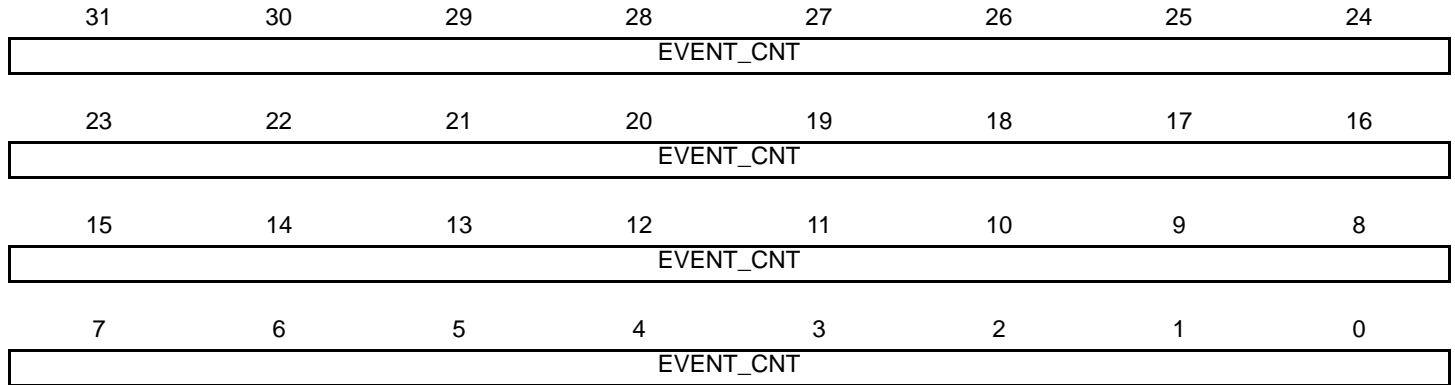 31 30 29 28 27 26 25 24
EVENT_CNT
23 22 21 20 19 18 17 16
EVENT_CNT
15 14 13 12 11 10 9 8
EVENT_CNT
7 6 5 4 3 2 1 0
EVENT_CNT